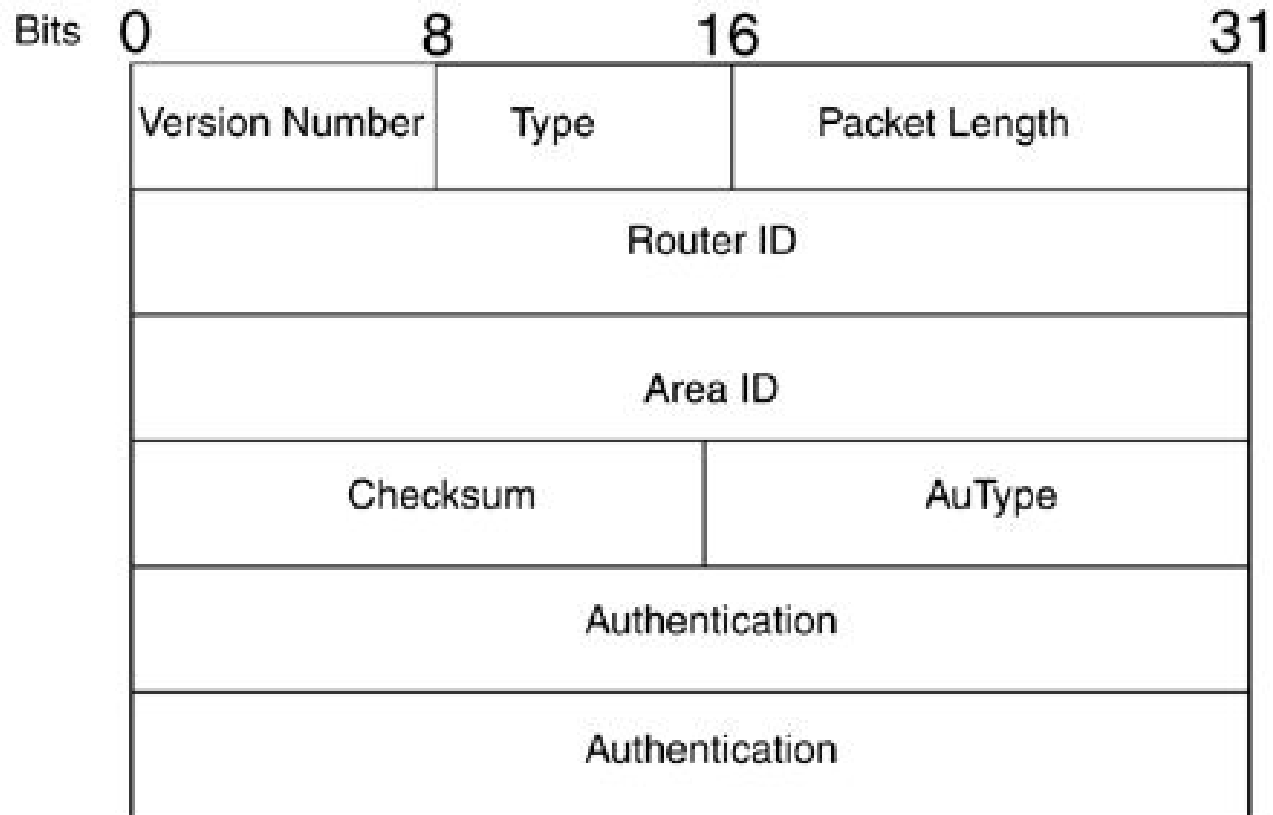 Bits 0 8 16 31
Version Number Type Packet Length
Router ID
Area ID
Checksum AuType
Authentication
Authentication